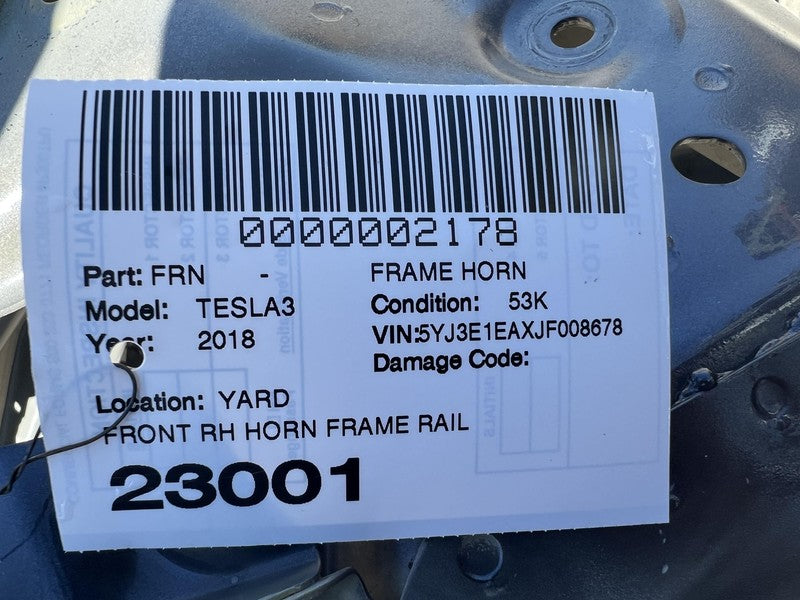 0000002178
Part: FRN - FRAME HORN
Model: TESLA3 Condition: 53K
Year: 2018 VIN:5YJ3E1EAXJF008678
Damage Code:
Location: YARD
FRONT RH HORN FRAME RAIL
23001